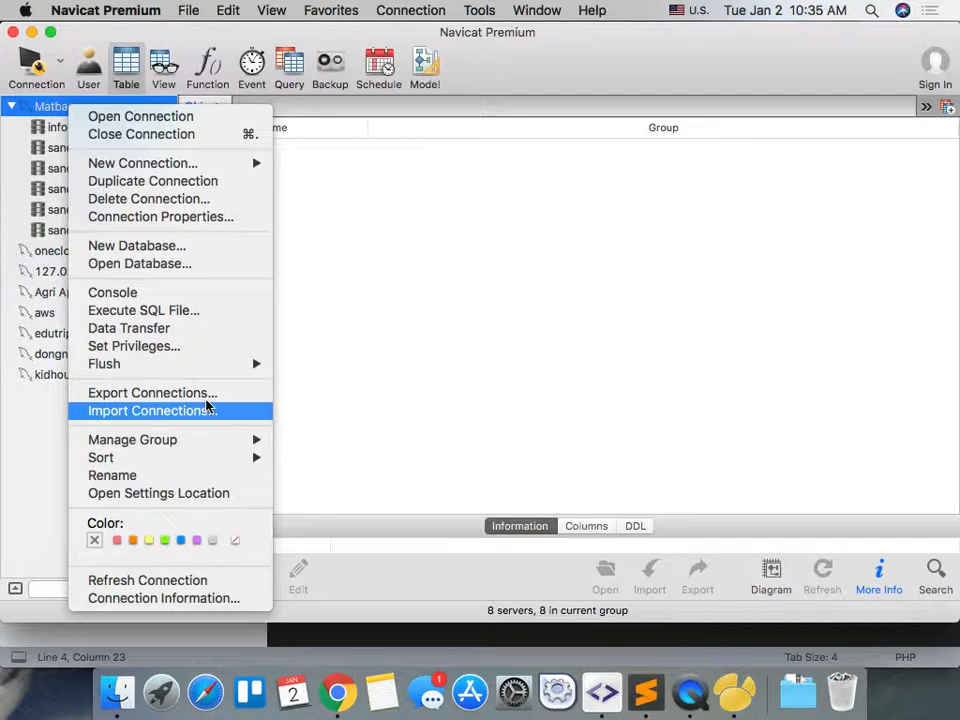 Navicat Premium File Edit View Favorites Connection Tools Window Help U.S. Tue Jan 2 10:35 AM
Navicat Premium
Connection User Table View Function Event Query Backup Schedule Model Sign In
Group
Open Connection
Close Connection ⌘.
New Connection...
Duplicate Connection
Delete Connection...
Connection Properties...
New Database...
Open Database...
Console
Execute SQL File...
Data Transfer
Set Privileges...
Flush
Export Connections...
Import Connections...
Manage Group
Sort
Rename
Open Settings Location
Color:
Refresh Connection
Connection Information...
info
127.0
aws
Information Columns DDL
Edit Open Import Export Diagram Refresh More Info Search
8 servers, 8 in current group
Line 4, Column 23 Tab Size: 4 PHP
JAN
2
1